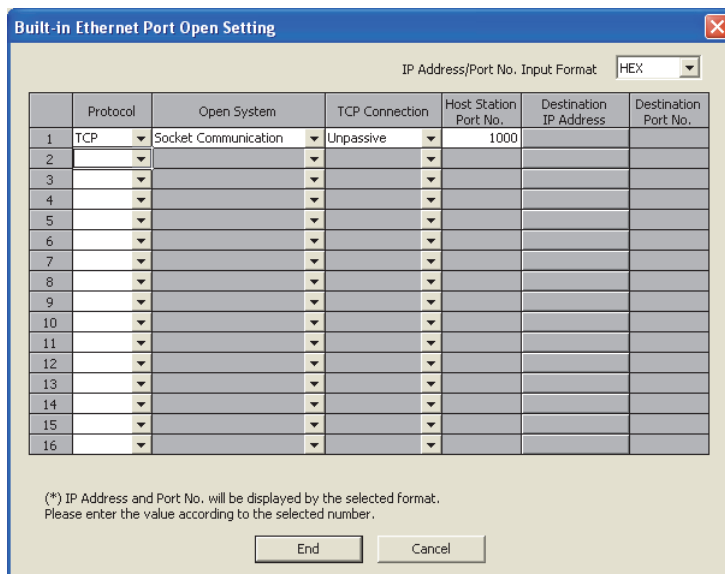 Built-in Ethernet Port Open Setting
IP Address/Port No. Input Format HEX
Protocol Open System TCP Connection Host Station Port No. Destination IP Address Destination Port No.
1 TCP Socket Communication Unpassive 1000
2
3
4
5
6
7
8
9
10
11
12
13
14
15
16
(*) IP Address and Port No. will be displayed by the selected format.
Please enter the value according to the selected number.
End Cancel